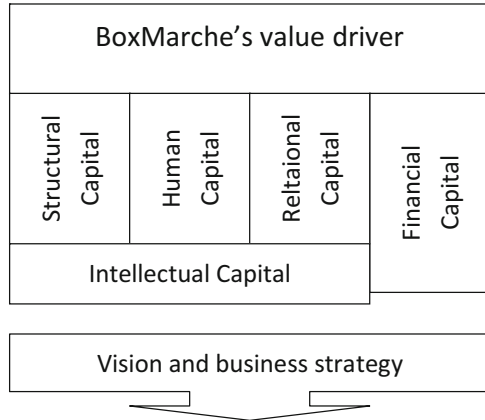 BoxMarche’s value driver
Structural
Capital
Human
Capital
Reltaional
Capital
Financial
Capital
Intellectual Capital
Vision and business strategy